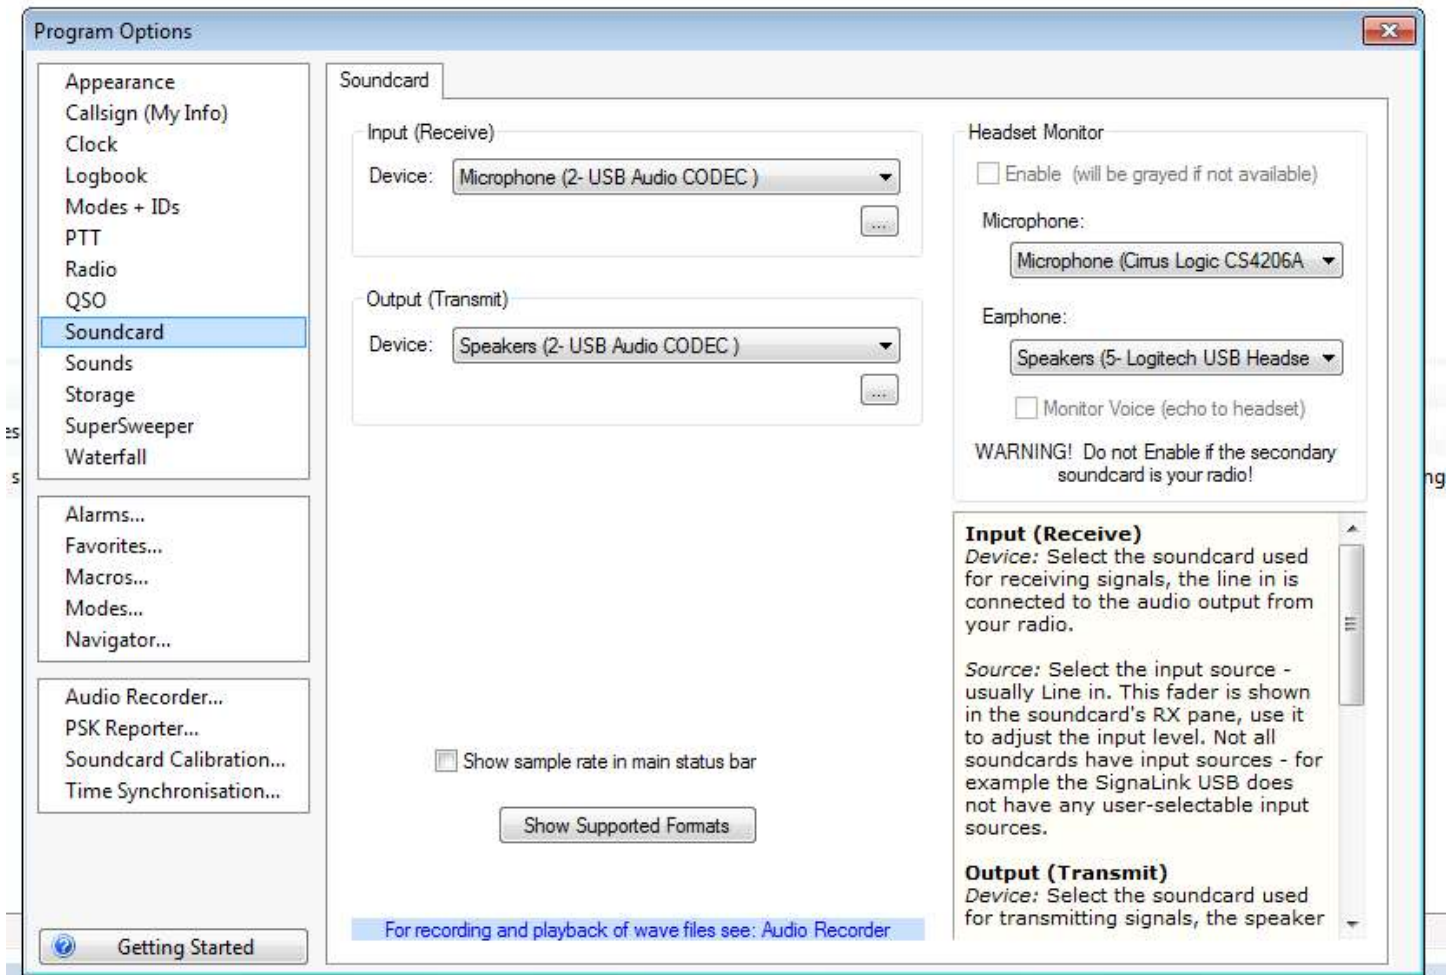 Program Options
Appearance
Callsign (My Info)
Clock
Logbook
Modes + IDs
PTT
Radio
QSO
Soundcard
Sounds
Storage
SuperSweeper
Waterfall
Alarms...
Favorites...
Macros...
Modes...
Navigator...
Audio Recorder...
PSK Reporter...
Soundcard Calibration...
Time Synchronisation...
Getting Started
Soundcard
Input (Receive)
Device: Microphone (2- USB Audio CODEC )
...
Output (Transmit)
Device: Speakers (2- USB Audio CODEC )
...
Show sample rate in main status bar
Show Supported Formats
For recording and playback of wave files see: Audio Recorder
Headset Monitor
Enable (will be grayed if not available)
Microphone:
Microphone (Cirrus Logic CS4206A
Earphone:
Speakers (5- Logitech USB Headse
Monitor Voice (echo to headset)
WARNING! Do not Enable if the secondary
soundcard is your radio!
Input (Receive)
Device: Select the soundcard used
for receiving signals, the line in is
connected to the audio output from
your radio.
Source: Select the input source -
usually Line in. This fader is shown
in the soundcard's RX pane, use it
to adjust the input level. Not all
soundcards have input sources - for
example the SignaLink USB does
not have any user-selectable input
sources.
Output (Transmit)
Device: Select the soundcard used
for transmitting signals, the speaker